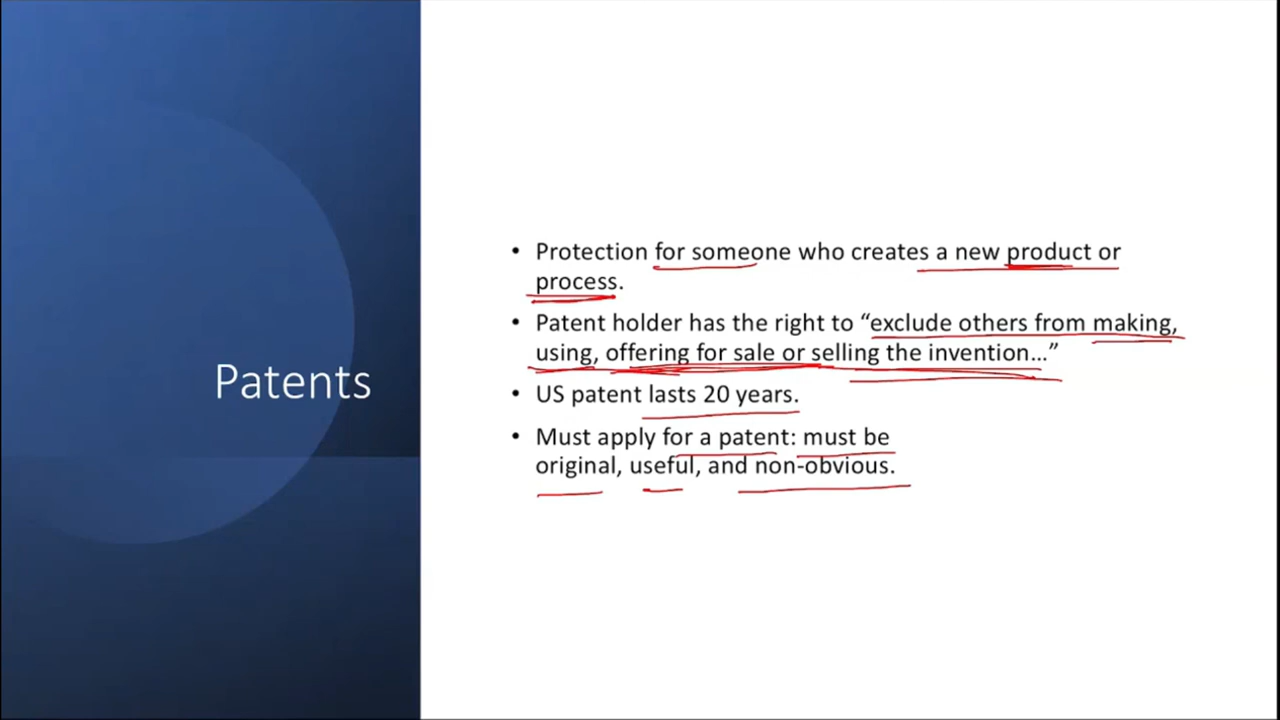 Patents
• Protection for someone who creates a new product or
process.
• Patent holder has the right to “exclude others from making,
using, offering for sale or selling the invention…”
• US patent lasts 20 years.
• Must apply for a patent: must be
original, useful, and non-obvious.